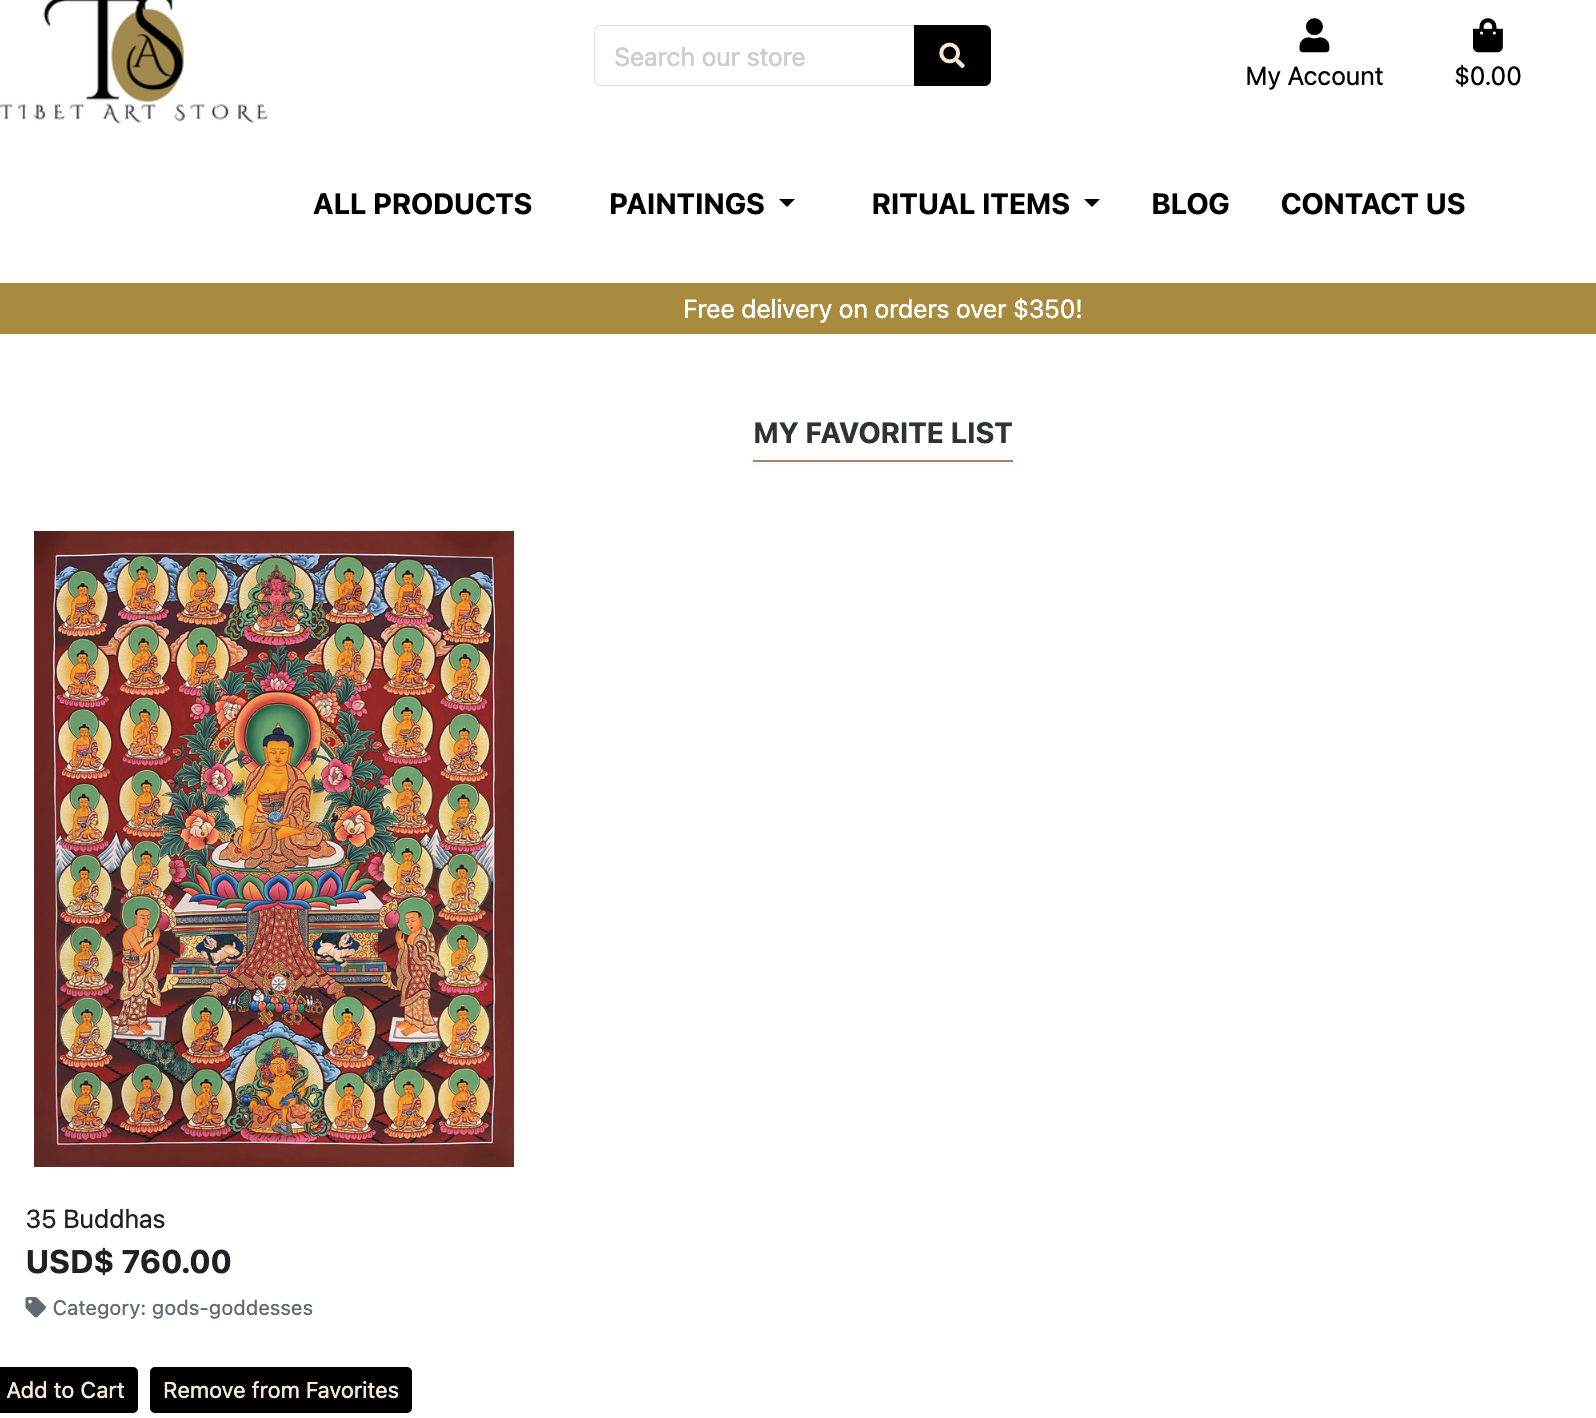 TAS
TIBET ART STORE
Search our store
My Account
$0.00
ALL PRODUCTS
PAINTINGS
RITUAL ITEMS
BLOG
CONTACT US
Free delivery on orders over $350!
MY FAVORITE LIST
35 Buddhas
USD$ 760.00
Category: gods-goddesses
Add to Cart
Remove from Favorites